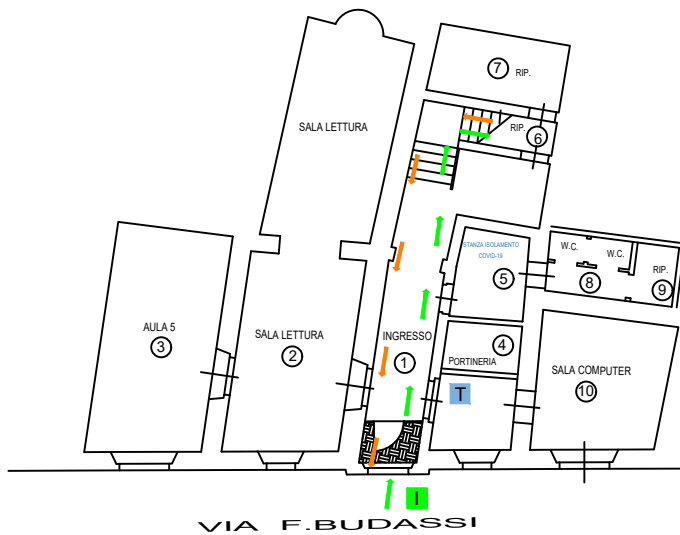 7 RIP.
RIP.
6
SALA LETTURA
STANZA ISOLAMENTO
COVID-19
5
W.C.
W.C.
8
RIP.
9
AULA 5
3
SALA LETTURA
2
INGRESSO
1
4
PORTINERIA
T
SALA COMPUTER
10
I
VIA F.BUDASSI